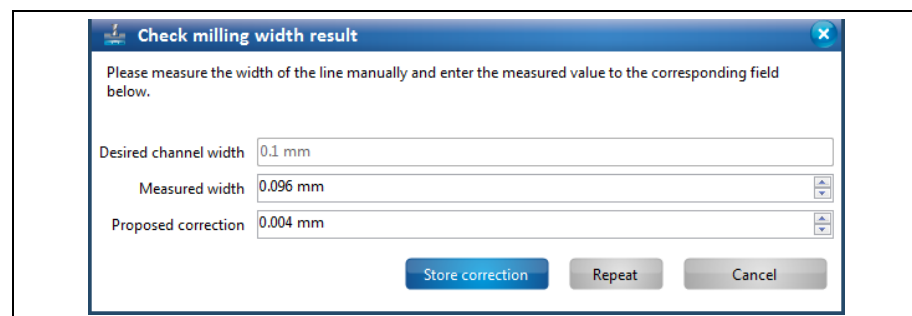 Check milling width result
Please measure the width of the line manually and enter the measured value to the corresponding field
below.
Desired channel width 0.1 mm
Measured width 0.096 mm
Proposed correction 0.004 mm
Store correction Repeat Cancel